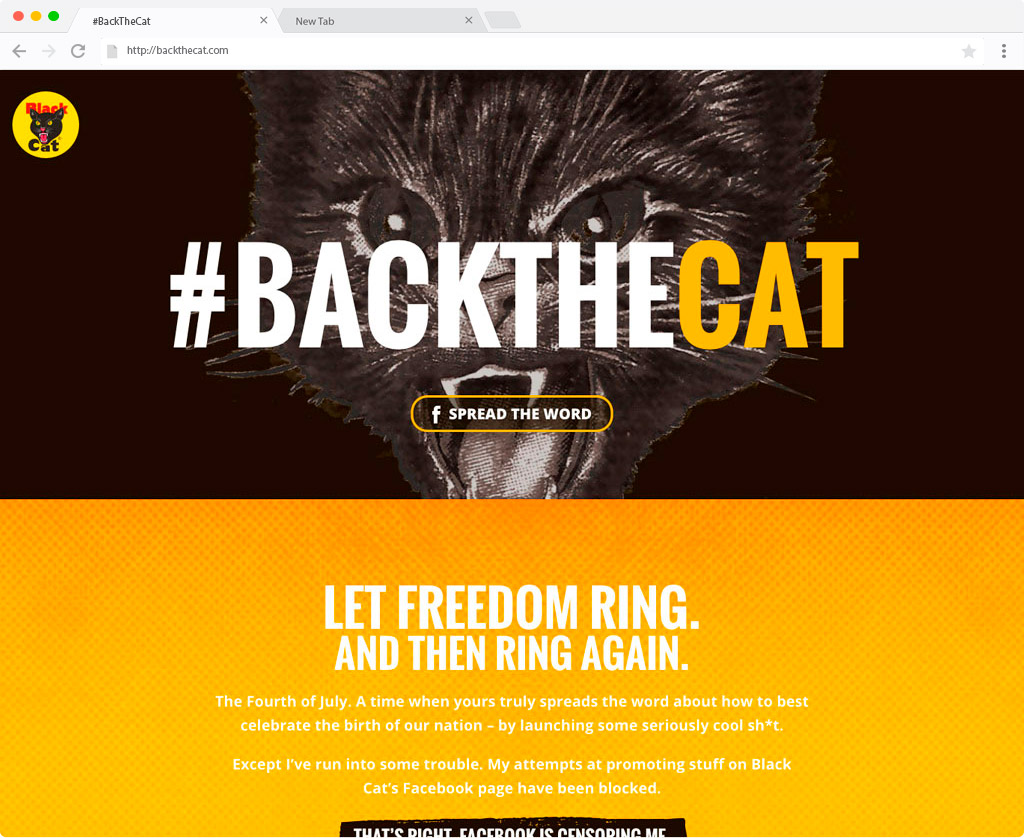 #BackTheCat
New Tab
http://backthecat.com
Black
Cat
#BACKTHECAT
f SPREAD THE WORD
LET FREEDOM RING.
AND THEN RING AGAIN.
The Fourth of July. A time when yours truly spreads the word about how to best
celebrate the birth of our nation – by launching some seriously cool sh*t.
Except I've run into some trouble. My attempts at promoting stuff on Black
Cat's Facebook page have been blocked.
THAT'S RIGHT, FACEBOOK IS CENSORING ME